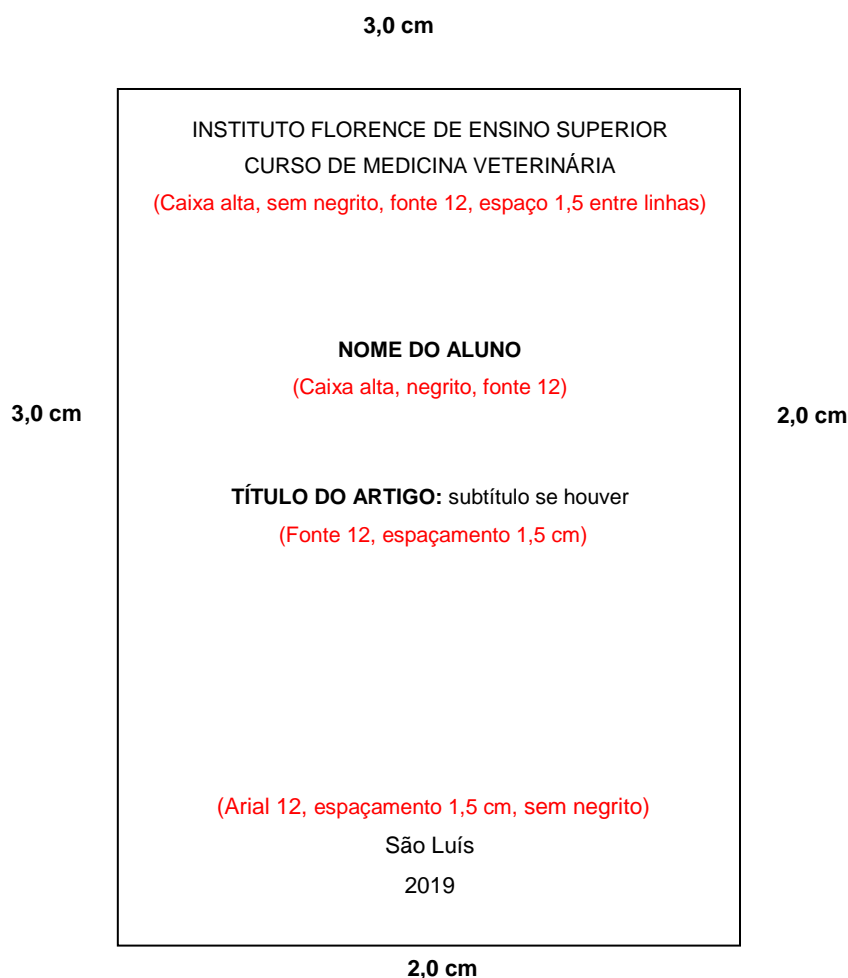 3,0 cm
INSTITUTO FLORENCE DE ENSINO SUPERIOR
CURSO DE MEDICINA VETERINÁRIA
(Caixa alta, sem negrito, fonte 12, espaço 1,5 entre linhas)
NOME DO ALUNO
(Caixa alta, negrito, fonte 12)
3,0 cm
2,0 cm
TÍTULO DO ARTIGO: subtítulo se houver
(Fonte 12, espaçamento 1,5 cm)
(Arial 12, espaçamento 1,5 cm, sem negrito)
São Luís
2019
2,0 cm